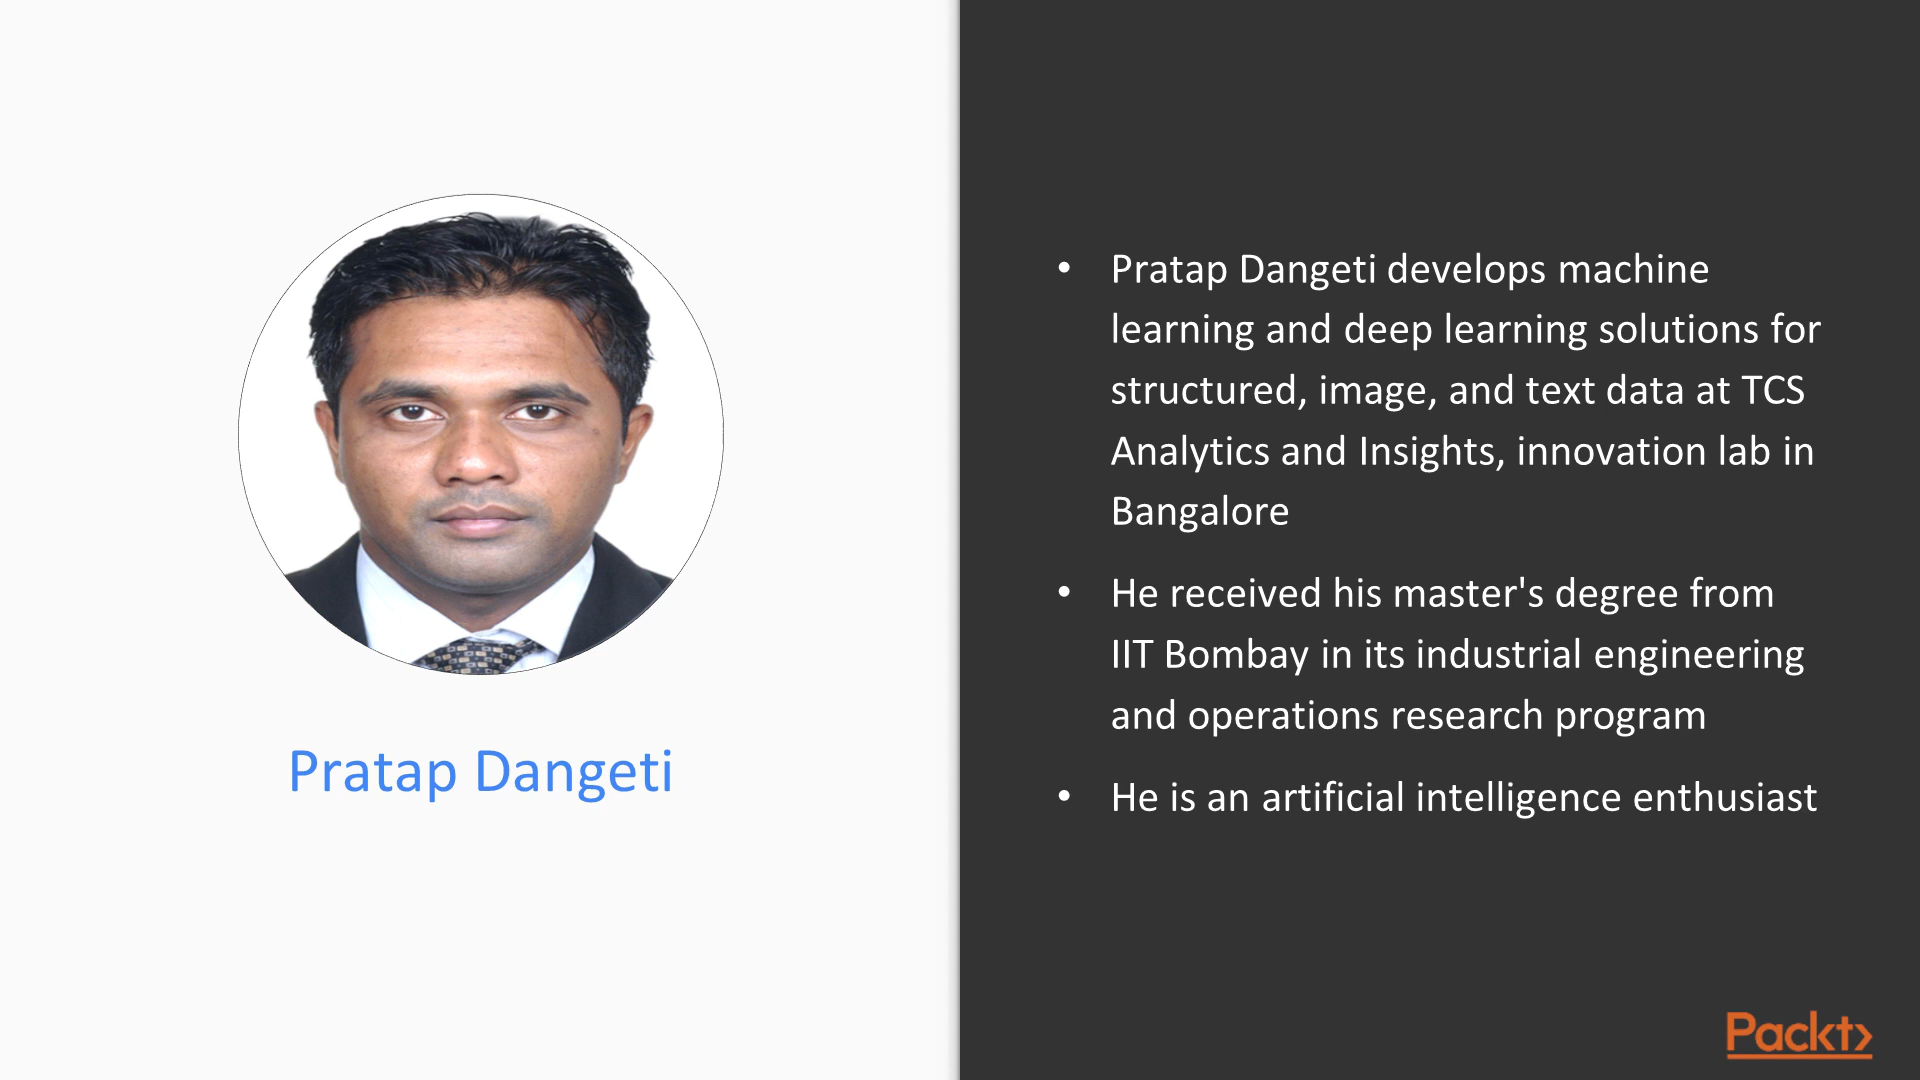 Pratap Dangeti
• Pratap Dangeti develops machine
learning and deep learning solutions for
structured, image, and text data at TCS
Analytics and Insights, innovation lab in
Bangalore
• He received his master's degree from
IIT Bombay in its industrial engineering
and operations research program
• He is an artificial intelligence enthusiast
Packt>